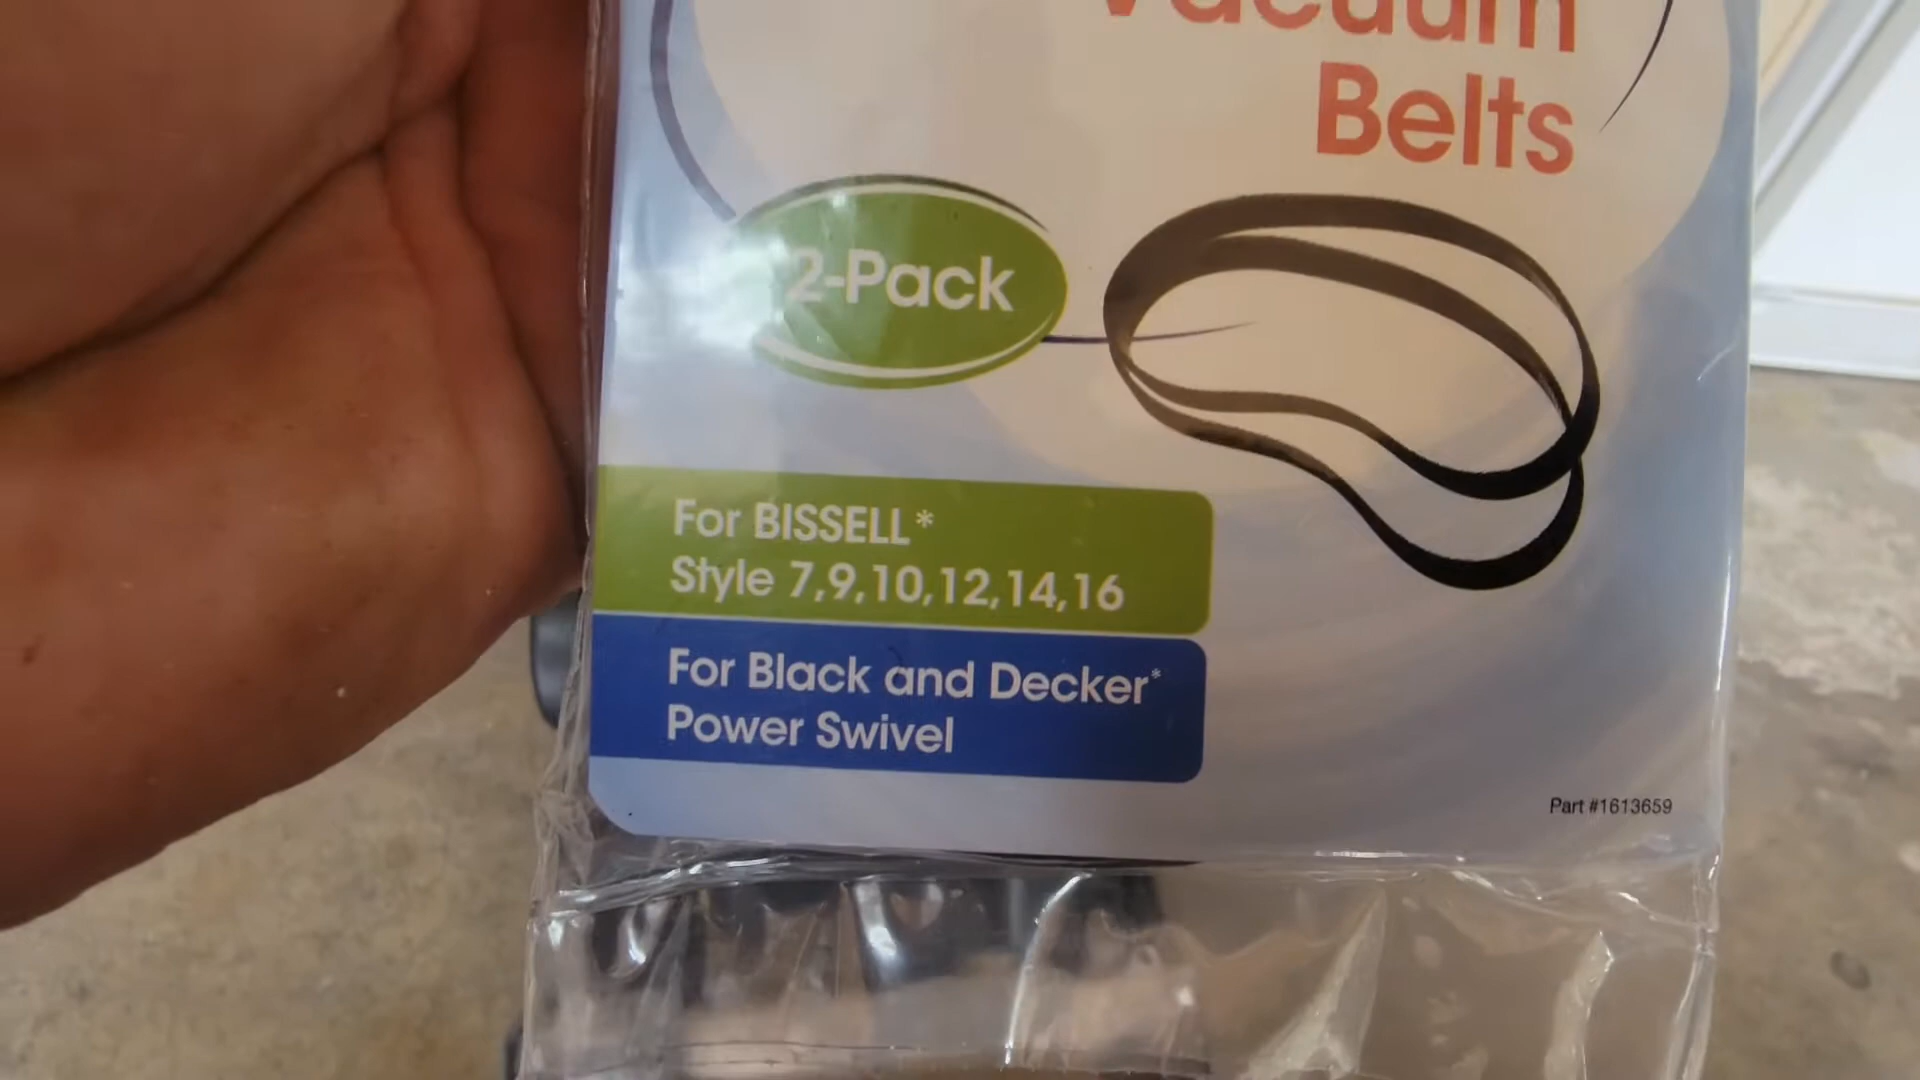 Vacuum
Belts
2-Pack
For BISSELL*
Style 7,9,10,12,14,16
For Black and Decker*
Power Swivel
Part #1613659